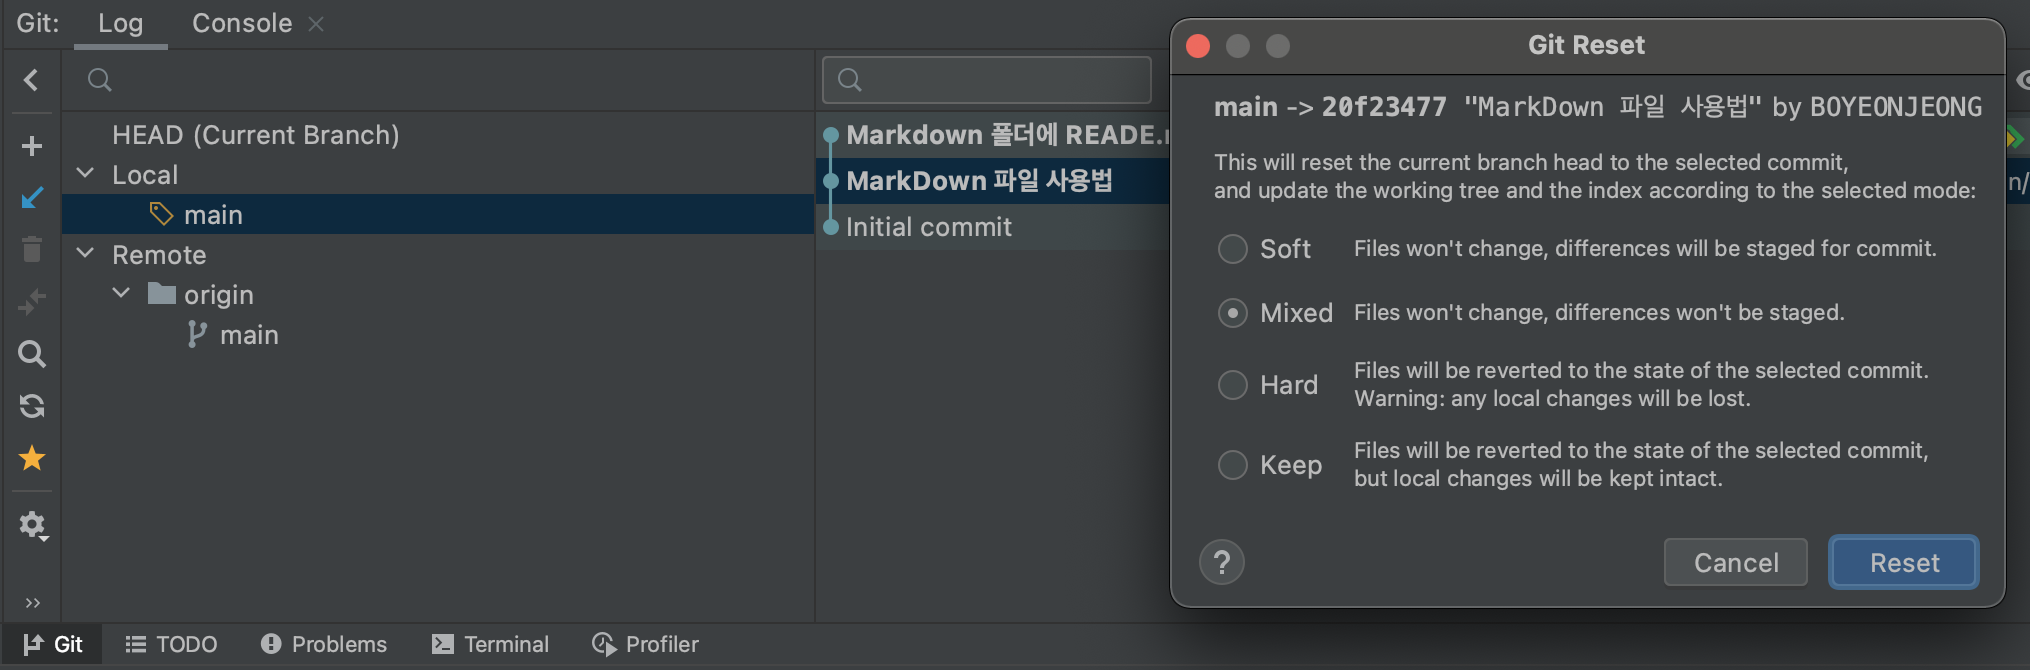 Git: Log Console
HEAD (Current Branch)
Local
main
Remote
origin
main
Markdown 폴더에 READE.
MarkDown 파일 사용법
Initial commit
Git Reset
main -> 20f23477 "MarkDown 파일 사용법" by BOYEONJEONG
This will reset the current branch head to the selected commit,
and update the working tree and the index according to the selected mode:
Soft Files won't change, differences will be staged for commit.
Mixed Files won't change, differences won't be staged.
Hard Files will be reverted to the state of the selected commit.
Warning: any local changes will be lost.
Keep Files will be reverted to the state of the selected commit,
but local changes will be kept intact.
? Cancel Reset
n/
Git TODO Problems Terminal Profiler